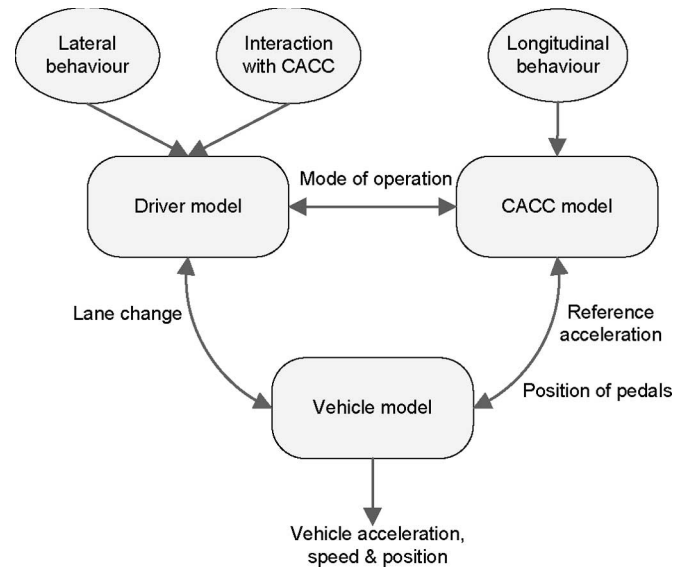 Lateral
behaviour
Interaction
with CACC
Longitudinal
behaviour
Mode of operation
Driver model
CACC model
Lane change
Reference
acceleration
Position of pedals
Vehicle model
Vehicle acceleration,
speed & position